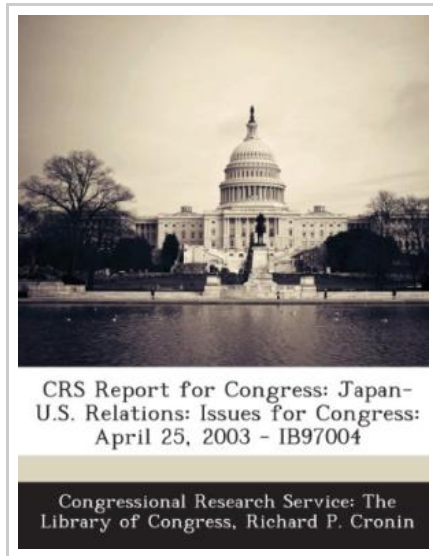 CRS Report for Congress: Japan-
U.S. Relations: Issues for Congress:
April 25, 2003 - IB97004
Congressional Research Service: The
Library of Congress, Richard P. Cronin